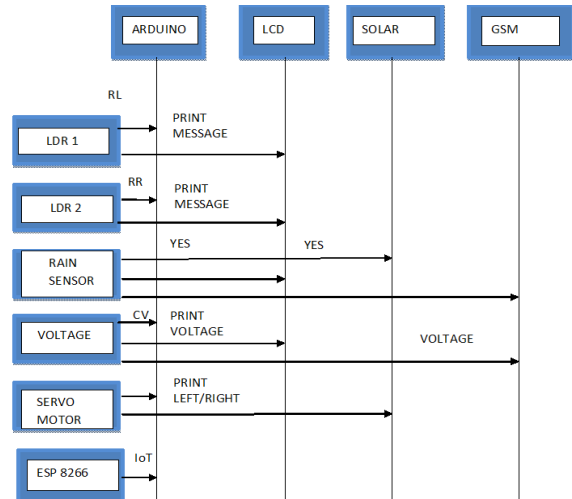 ARDUINO
LCD
SOLAR
GSM
RL
PRINT
MESSAGE
LDR 1
RR
PRINT
MESSAGE
LDR 2
YES
YES
RAIN
SENSOR
CV
PRINT
VOLTAGE
VOLTAGE
VOLTAGE
PRINT
LEFT/RIGHT
SERVO
MOTOR
IoT
ESP 8266